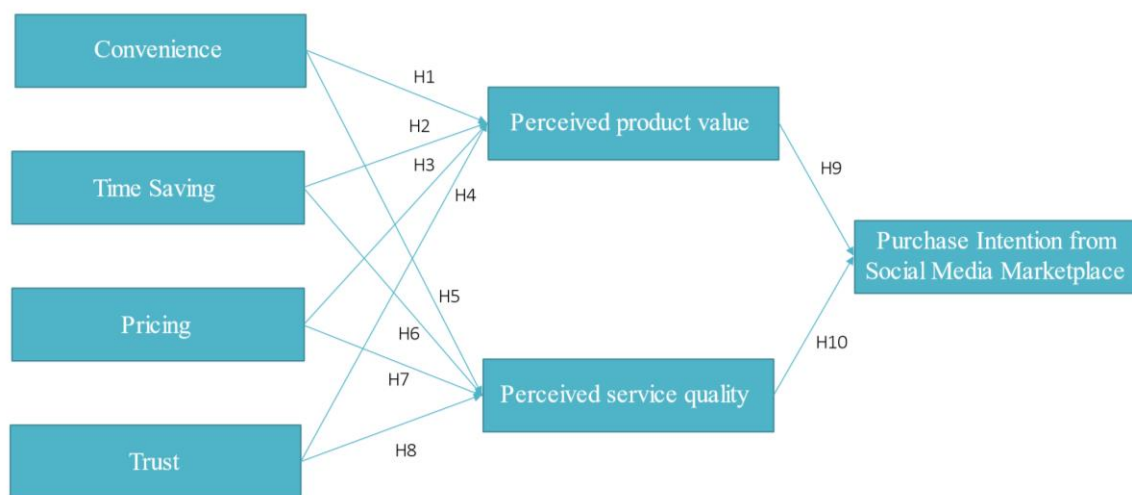 Convenience
H1
Perceived product value
H2
Time Saving
H3
H4
H9
Purchase Intention from
Social Media Marketplace
H5
Pricing
H6
H10
H7
Perceived service quality
Trust
H8